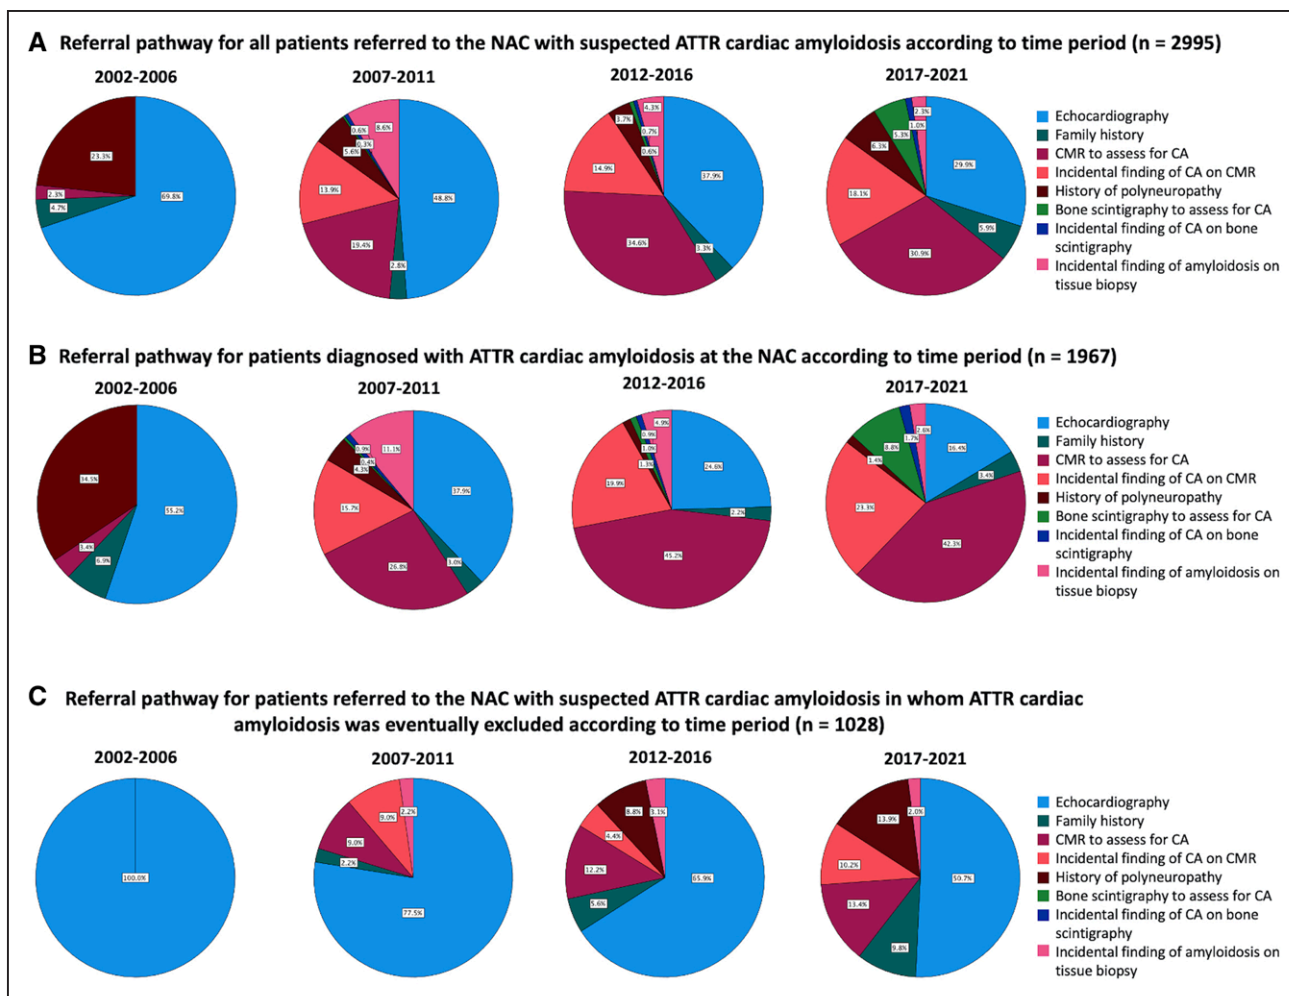 A Referral pathway for all patients referred to the NAC with suspected ATTR cardiac amyloidosis according to time period (n = 2995)
2002-2006
69.8%
4.7%
2.3%
23.3%
2007-2011
48.8%
2.8%
19.4%
13.9%
5.6%
0.3%
0.6%
8.6%
2012-2016
37.9%
3.3%
34.6%
14.9%
3.7%
0.6%
0.7%
4.3%
2017-2021
29.9%
5.9%
30.9%
18.1%
6.3%
5.3%
1.0%
2.3%
Echocardiography
Family history
CMR to assess for CA
Incidental finding of CA on CMR
History of polyneuropathy
Bone scintigraphy to assess for CA
Incidental finding of CA on bone
scintigraphy
Incidental finding of amyloidosis on
tissue biopsy
B Referral pathway for patients diagnosed with ATTR cardiac amyloidosis at the NAC according to time period (n = 1967)
2002-2006
55.2%
6.9%
3.4%
34.5%
2007-2011
37.9%
3.0%
26.8%
15.7%
4.3%
0.4%
0.9%
11.1%
2012-2016
24.6%
2.2%
45.2%
19.9%
1.3%
1.0%
0.9%
4.9%
2017-2021
16.4%
3.4%
42.3%
23.3%
1.4%
8.8%
1.7%
2.6%
Echocardiography
Family history
CMR to assess for CA
Incidental finding of CA on CMR
History of polyneuropathy
Bone scintigraphy to assess for CA
Incidental finding of CA on bone
scintigraphy
Incidental finding of amyloidosis on
tissue biopsy
C Referral pathway for patients referred to the NAC with suspected ATTR cardiac amyloidosis in whom ATTR cardiac
amyloidosis was eventually excluded according to time period (n = 1028)
2002-2006
100.0%
2007-2011
77.5%
2.2%
9.0%
9.0%
2.2%
2012-2016
65.9%
5.6%
12.2%
4.4%
8.8%
3.1%
2017-2021
50.7%
9.8%
13.4%
10.2%
13.9%
2.0%
Echocardiography
Family history
CMR to assess for CA
Incidental finding of CA on CMR
History of polyneuropathy
Bone scintigraphy to assess for CA
Incidental finding of CA on bone
scintigraphy
Incidental finding of amyloidosis on
tissue biopsy